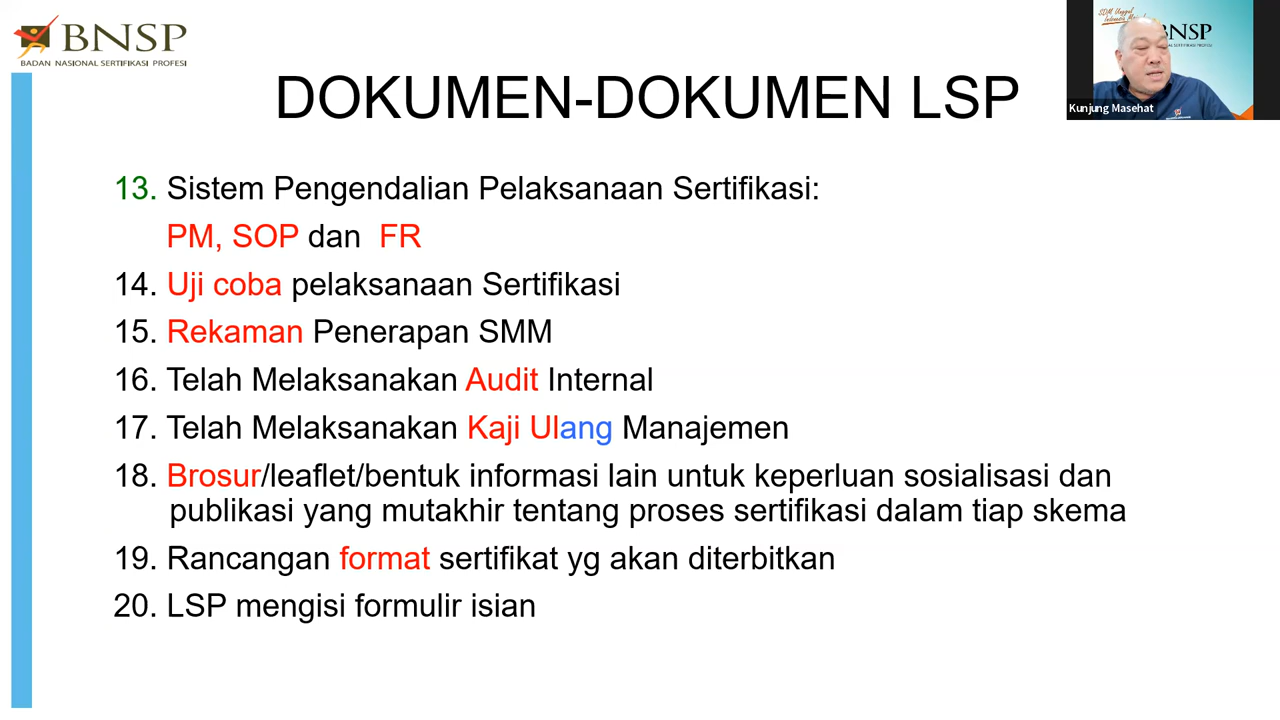 BNSP
BADAN NASIONAL SERTIFIKASI PROFESI
DOKUMEN-DOKUMEN LSP
SDM Unggul
BNSP
Kunjung Masehat
13. Sistem Pengendalian Pelaksanaan Sertifikasi:
PM, SOP dan FR
14. Uji coba pelaksanaan Sertifikasi
15. Rekaman Penerapan SMM
16. Telah Melaksanakan Audit Internal
17. Telah Melaksanakan Kaji Ulang Manajemen
18. Brosur/leaflet/bentuk informasi lain untuk keperluan sosialisasi dan
publikasi yang mutakhir tentang proses sertifikasi dalam tiap skema
19. Rancangan format sertifikat yg akan diterbitkan
20. LSP mengisi formulir isian